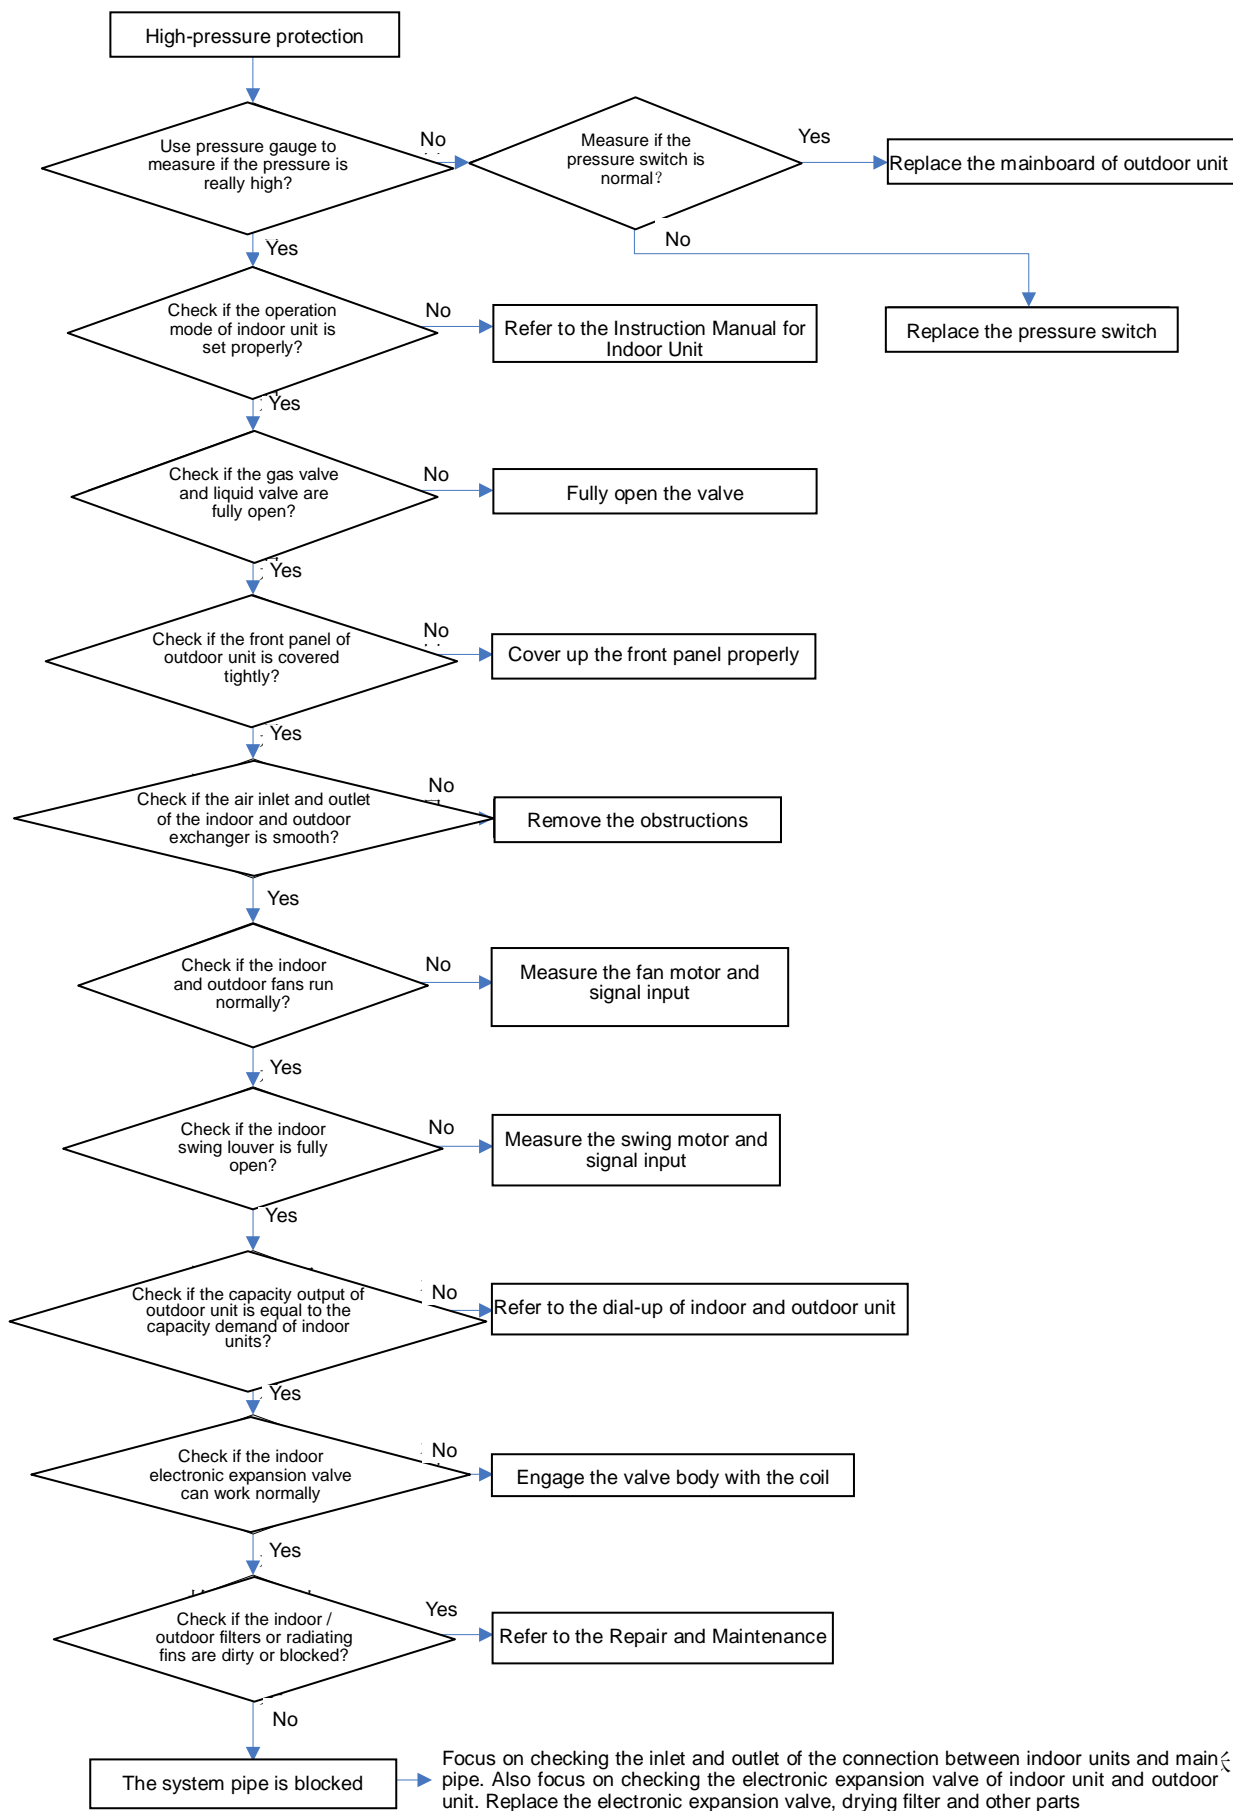 High-pressure protection
Use pressure gauge to
measure if the pressure is
really high?
No
Measure if the
pressure switch is
normal?
Yes
Replace the mainboard of outdoor unit
No
Replace the pressure switch
Yes
Check if the operation
mode of indoor unit is
set properly?
No
Refer to the Instruction Manual for
Indoor Unit
Yes
Check if the gas valve
and liquid valve are
fully open?
No
Fully open the valve
Yes
Check if the front panel of
outdoor unit is covered
tightly?
No
Cover up the front panel properly
Yes
Check if the air inlet and outlet
of the indoor and outdoor
exchanger is smooth?
No
Remove the obstructions
Yes
Check if the indoor
and outdoor fans run
normally?
No
Measure the fan motor and
signal input
Yes
Check if the indoor
swing louver is fully
open?
No
Measure the swing motor and
signal input
Yes
Check if the capacity output of
outdoor unit is equal to the
capacity demand of indoor
units?
No
Refer to the dial-up of indoor and outdoor unit
Yes
Check if the indoor
electronic expansion valve
can work normally
No
Engage the valve body with the coil
Yes
Check if the indoor /
outdoor filters or radiating
fins are dirty or blocked?
Yes
Refer to the Repair and Maintenance
No
The system pipe is blocked
Focus on checking the inlet and outlet of the connection between indoor units and main
pipe. Also focus on checking the electronic expansion valve of indoor unit and outdoor
unit. Replace the electronic expansion valve, drying filter and other parts